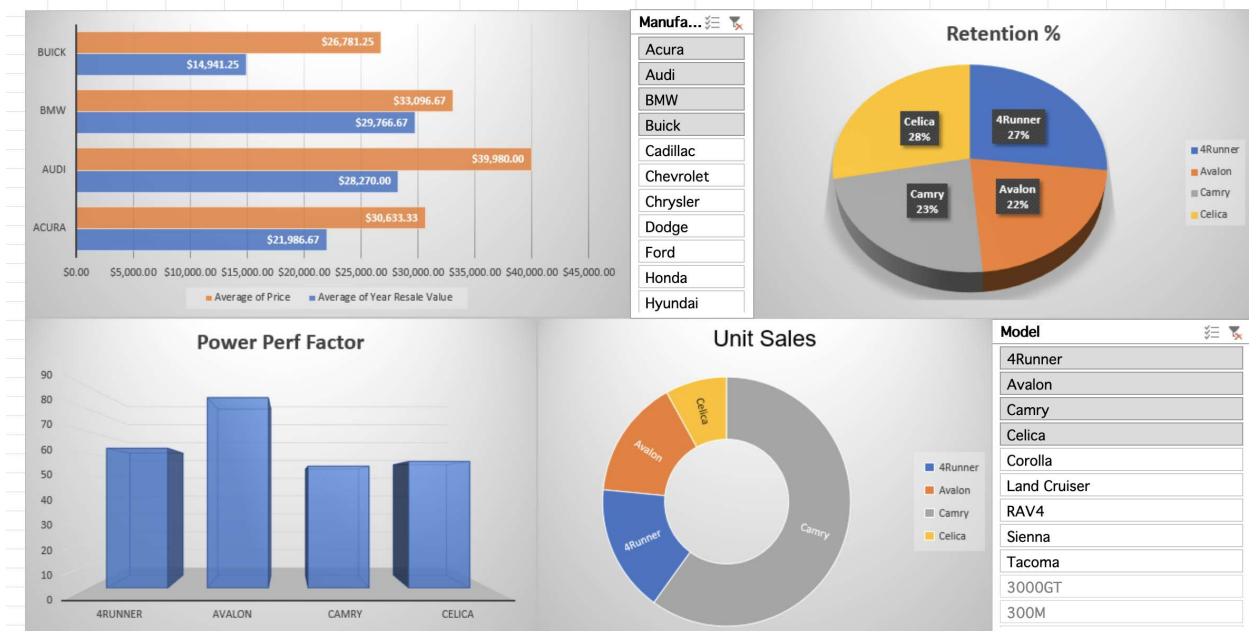 BUICK
$26,781.25
$14,941.25
BMW
$33,096.67
$29,766.67
AUDI
$39,980.00
$28,270.00
ACURA
$30,633.33
$21,986.67
$0.00 $5,000.00 $10,000.00 $15,000.00 $20,000.00 $25,000.00 $30,000.00 $35,000.00 $40,000.00 $45,000.00
Average of Price Average of Year Resale Value
Manufa...
Acura
Audi
BMW
Buick
Cadillac
Chevrolet
Chrysler
Dodge
Ford
Honda
Hyundai
Retention %
Celica
28%
4Runner
27%
Camry
23%
Avalon
22%
4Runner
Avalon
Camry
Celica
Power Perf Factor
90
80
70
60
50
40
30
20
10
0
4RUNNER AVALON CAMRY CELICA
Unit Sales
Celica
Avalon
4Runner
Camry
4Runner
Avalon
Camry
Celica
Model
4Runner
Avalon
Camry
Celica
Corolla
Land Cruiser
RAV4
Sienna
Tacoma
3000GT
300M